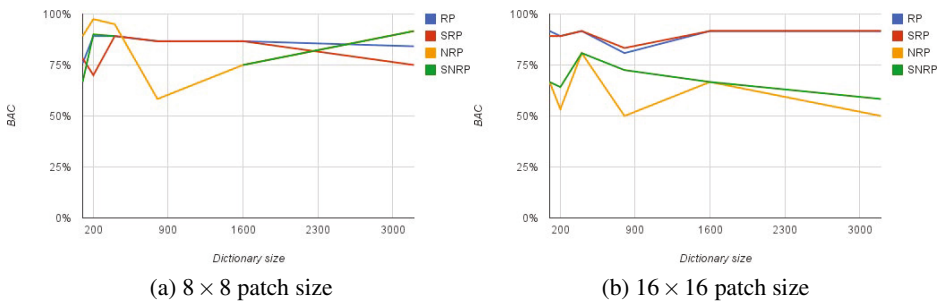 100%
75%
50%
25%
0%
BAC
200 900 1600 2300 3000
Dictionary size
RP
SRP
NRP
SNRP
(a) 8 × 8 patch size
100%
75%
50%
25%
0%
BAC
200 900 1600 2300 3000
Dictionary size
RP
SRP
NRP
SNRP
(b) 16 × 16 patch size